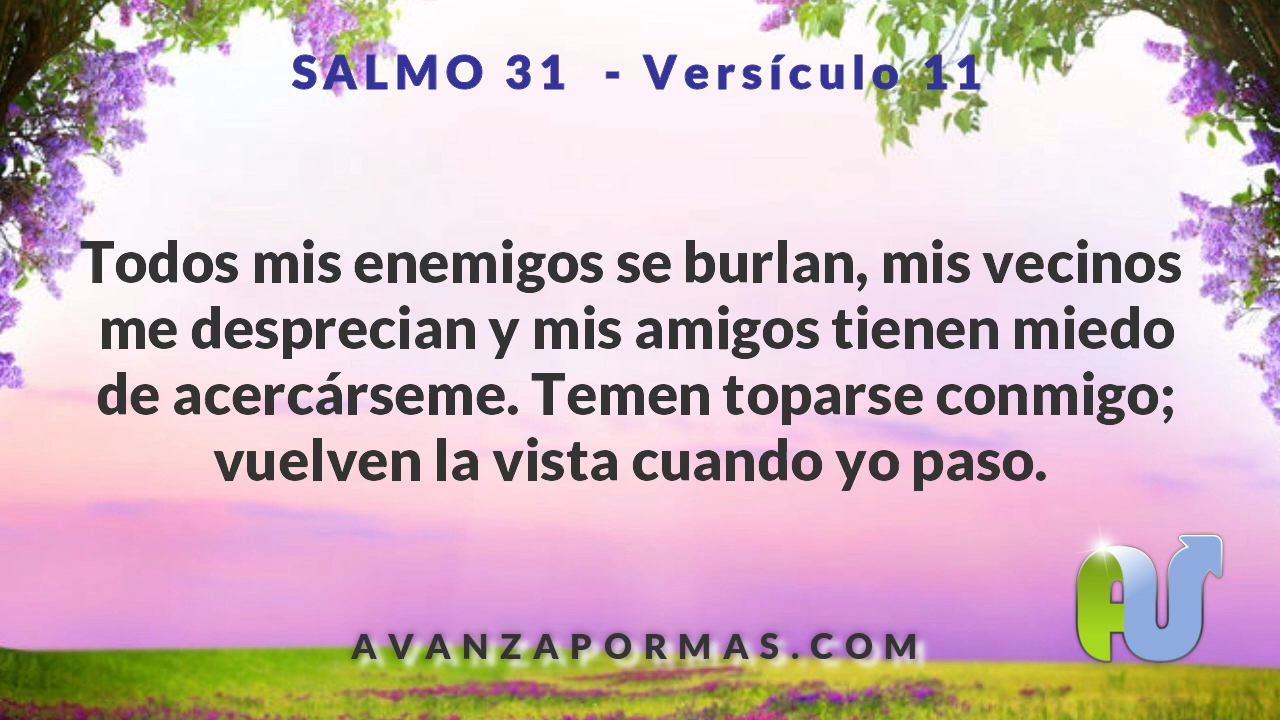 SALMO 31 - Versículo 11
Todos mis enemigos se burlan, mis vecinos
me desprecian y mis amigos tienen miedo
de acercárseme. Temen toparse conmigo;
vuelven la vista cuando yo paso.
AVANZAPORMAS.COM